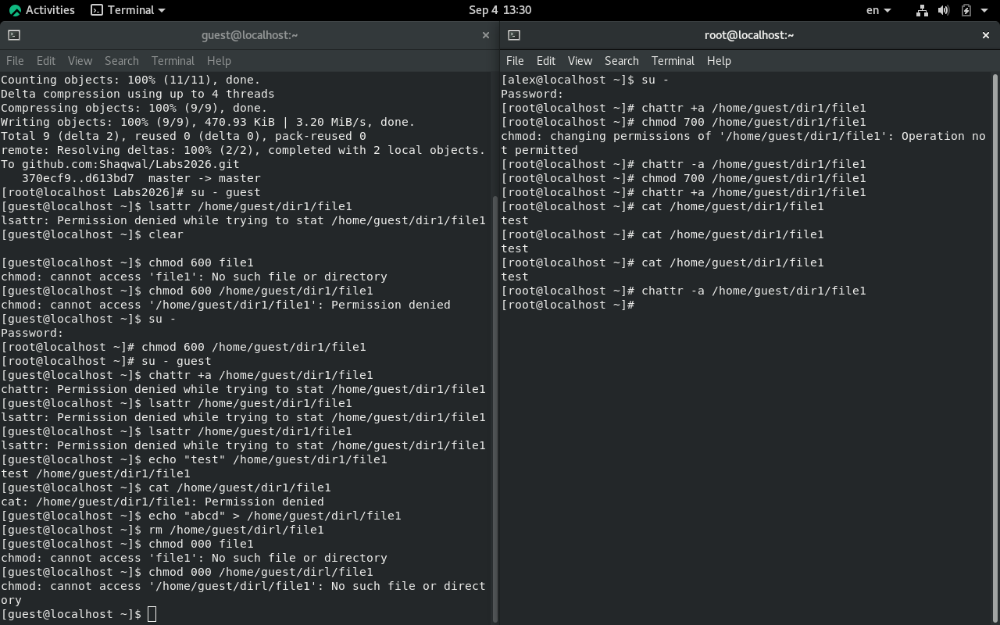 Activities
Terminal
Sep 4 13:30
en
guest@localhost:~
File Edit View Search Terminal Help
Counting objects: 100% (11/11), done.
Delta compression using up to 4 threads
Compressing objects: 100% (9/9), done.
Writing objects: 100% (9/9), 470.93 KiB | 3.20 MiB/s, done.
Total 9 (delta 2), reused 0 (delta 0), pack-reused 0
remote: Resolving deltas: 100% (2/2), completed with 2 local objects.
To github.com:Shaqwal/Labs2026.git
   370ecf9..d613bd7  master -> master
[root@localhost Labs2026]# su - guest
[guest@localhost ~]$ lsattr /home/guest/dir1/file1
lsattr: Permission denied while trying to stat /home/guest/dir1/file1
[guest@localhost ~]$ clear
[guest@localhost ~]$ chmod 600 file1
chmod: cannot access 'file1': No such file or directory
[guest@localhost ~]$ chmod 600 /home/guest/dir1/file1
chmod: cannot access '/home/guest/dir1/file1': Permission denied
[guest@localhost ~]$ su -
Password:
[root@localhost ~]# chmod 600 /home/guest/dir1/file1
[root@localhost ~]# su - guest
[guest@localhost ~]$ chattr +a /home/guest/dir1/file1
chattr: Permission denied while trying to stat /home/guest/dir1/file1
[guest@localhost ~]$ lsattr /home/guest/dir1/file1
lsattr: Permission denied while trying to stat /home/guest/dir1/file1
[guest@localhost ~]$ lsattr /home/guest/dir1/file1
lsattr: Permission denied while trying to stat /home/guest/dir1/file1
[guest@localhost ~]$ echo "test" /home/guest/dir1/file1
test /home/guest/dir1/file1
[guest@localhost ~]$ cat /home/guest/dir1/file1
cat: /home/guest/dir1/file1: Permission denied
[guest@localhost ~]$ echo "abcd" > /home/guest/dirl/file1
[guest@localhost ~]$ rm /home/guest/dirl/file1
[guest@localhost ~]$ chmod 000 file1
chmod: cannot access 'file1': No such file or directory
[guest@localhost ~]$ chmod 000 /home/guest/dirl/file1
chmod: cannot access '/home/guest/dirl/file1': No such file or direct
ory
[guest@localhost ~]$
root@localhost:~
File Edit View Search Terminal Help
[alex@localhost ~]$ su -
Password:
[root@localhost ~]# chattr +a /home/guest/dir1/file1
[root@localhost ~]# chmod 700 /home/guest/dir1/file1
chmod: changing permissions of '/home/guest/dir1/file1': Operation no
t permitted
[root@localhost ~]# chattr -a /home/guest/dir1/file1
[root@localhost ~]# chmod 700 /home/guest/dir1/file1
[root@localhost ~]# chattr +a /home/guest/dir1/file1
[root@localhost ~]# cat /home/guest/dir1/file1
test
[root@localhost ~]# cat /home/guest/dir1/file1
test
[root@localhost ~]# cat /home/guest/dir1/file1
test
[root@localhost ~]# chattr -a /home/guest/dir1/file1
[root@localhost ~]#